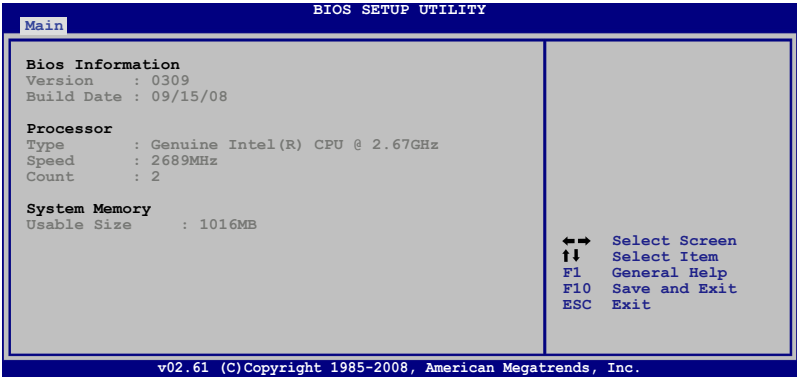 BIOS SETUP UTILITY
Main
Bios Information
Version : 0309
Build Date : 09/15/08
Processor
Type : Genuine Intel(R) CPU @ 2.67GHz
Speed : 2689MHz
Count : 2
System Memory
Usable Size : 1016MB
←→ Select Screen
↑↓ Select Item
F1 General Help
F10 Save and Exit
ESC Exit
v02.61 (C)Copyright 1985-2008, American Megatrends, Inc.